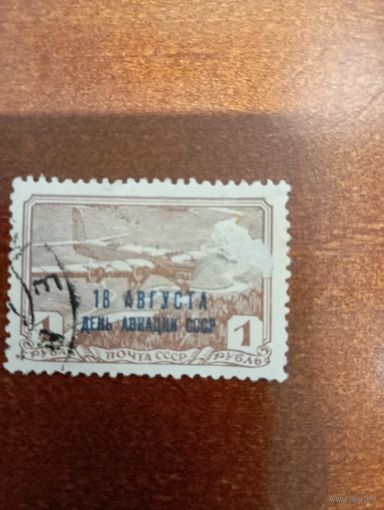 18 АВГУСТА
ДЕНЬ АВИАЦИИ СССР
1 1
РУБЛЬ ПОЧТА СССР РУБЛЬ